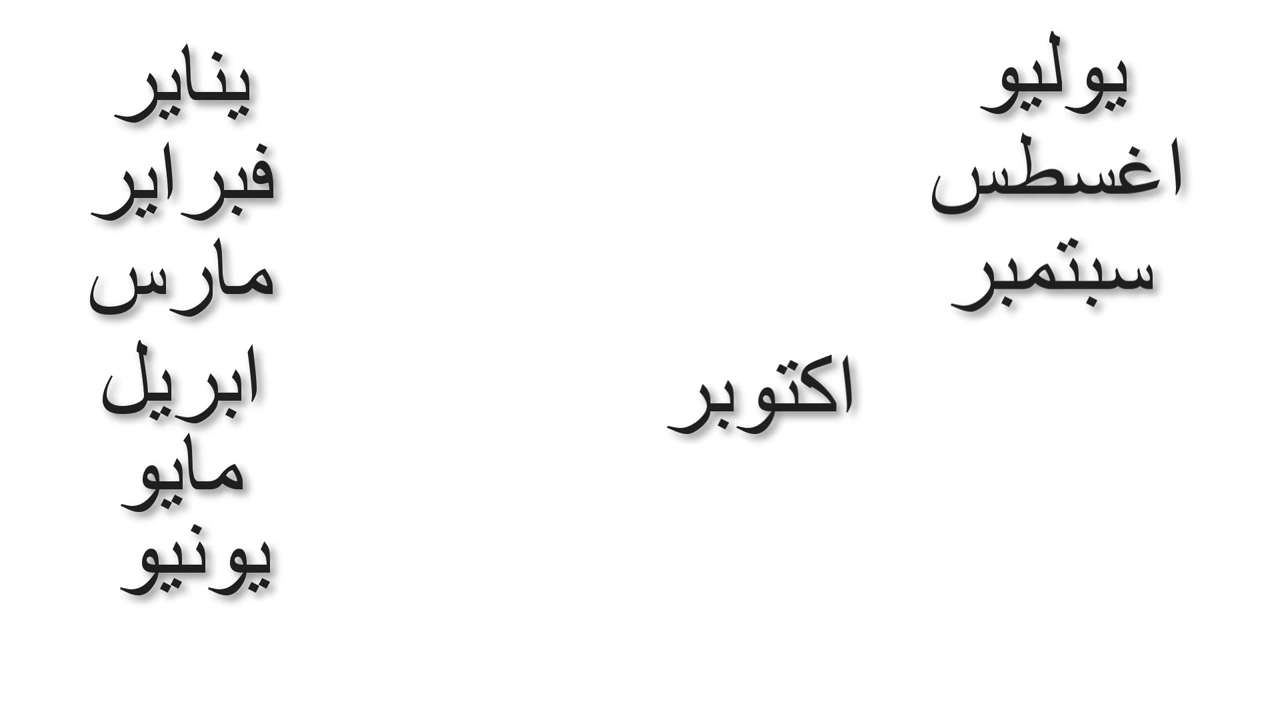 يناير
فبراير
مارس
ابريل
مايو
يونيو
يوليو
اغسطس
سبتمبر
اكتوبر